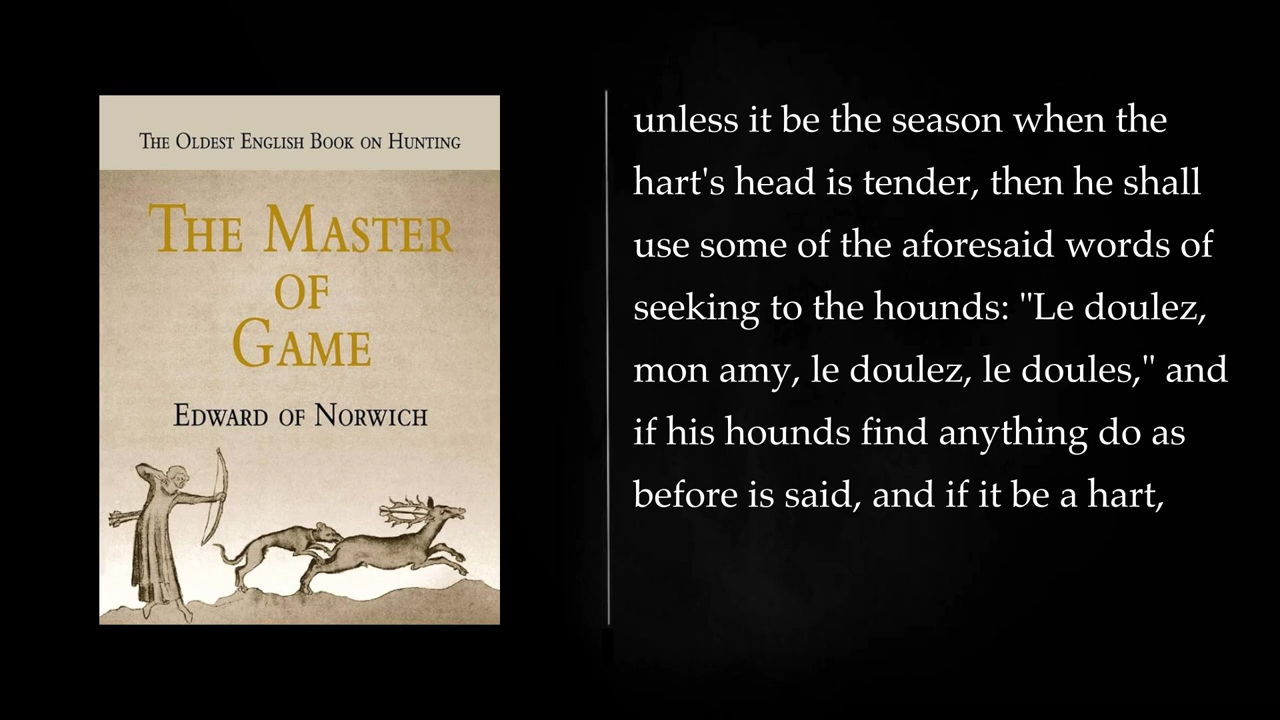 The Oldest English Book on Hunting
The Master
of
Game
Edward of Norwich
unless it be the season when the
hart's head is tender, then he shall
use some of the aforesaid words of
seeking to the hounds: "Le doulez,
mon amy, le doulez, le doules," and
if his hounds find anything do as
before is said, and if it be a hart,